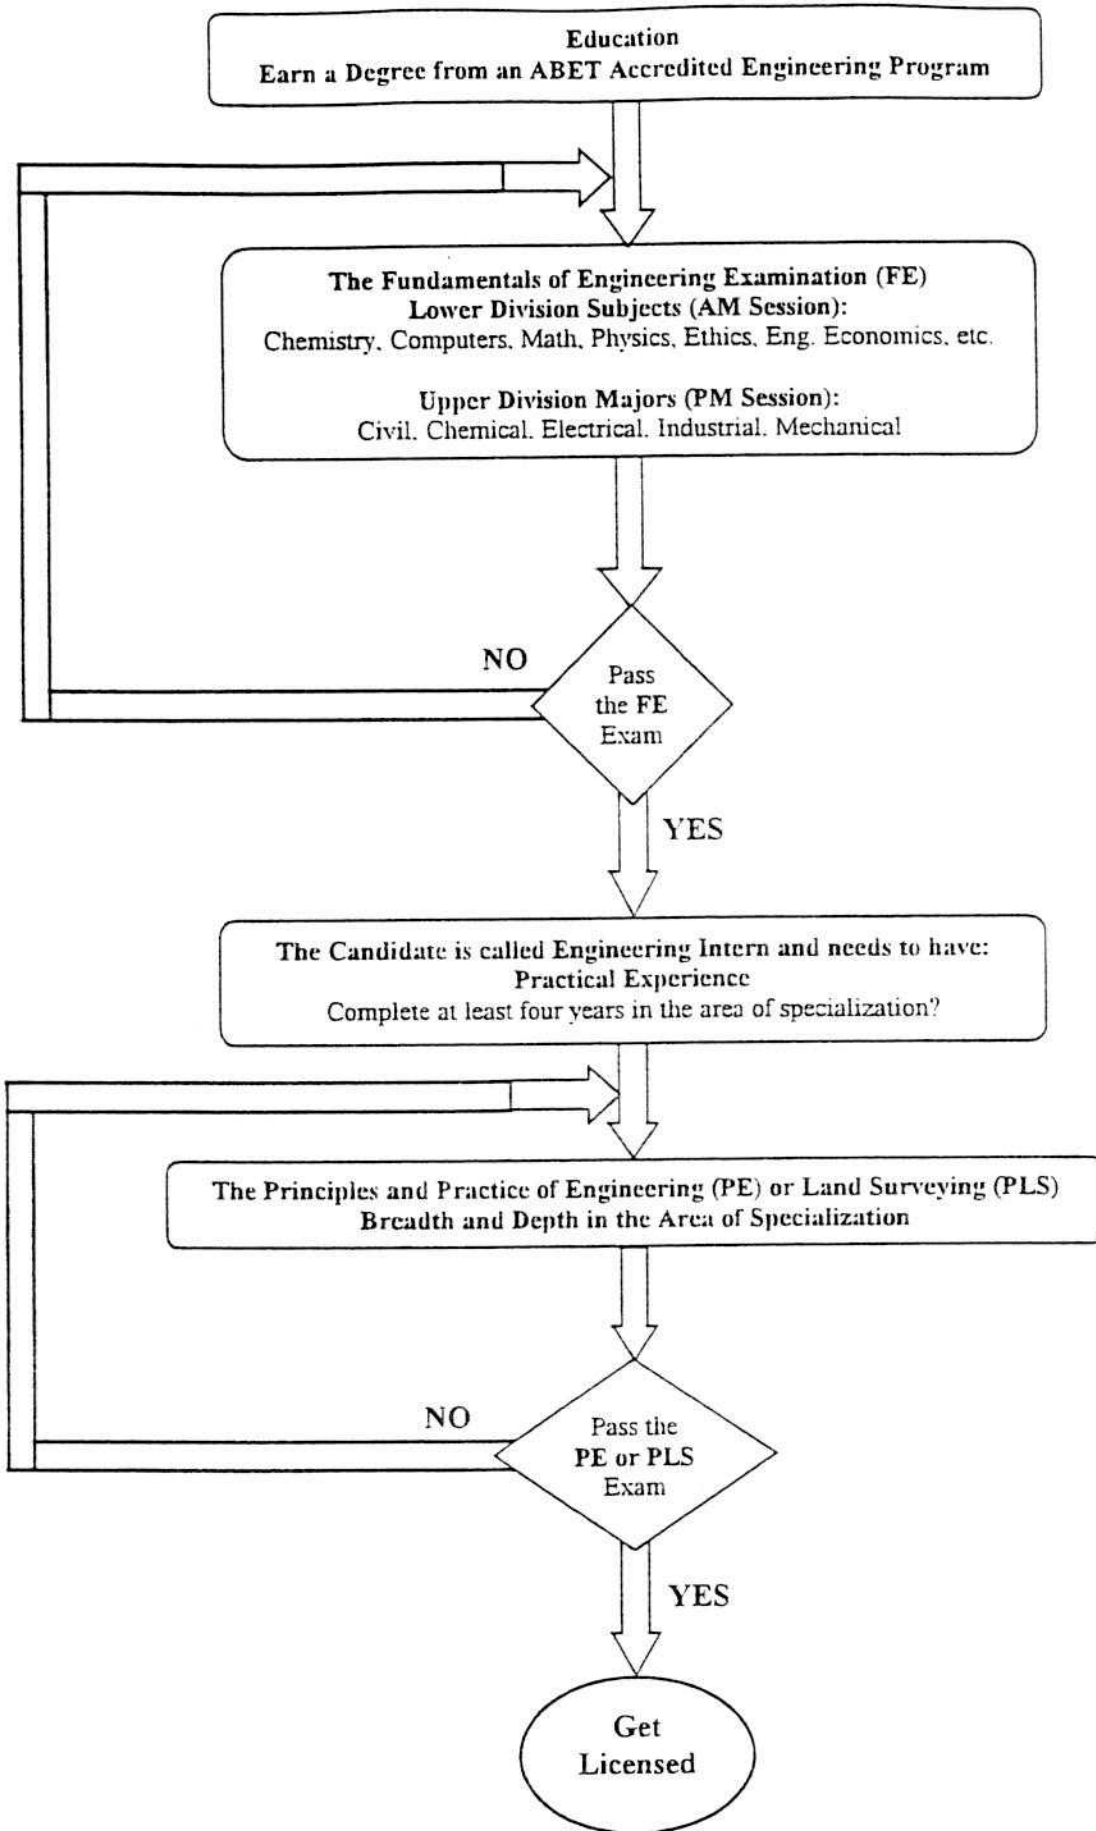 Education
Earn a Degree from an ABET Accredited Engineering Program
The Fundamentals of Engineering Examination (FE)
Lower Division Subjects (AM Session):
Chemistry, Computers, Math, Physics, Ethics, Eng. Economics, etc.
Upper Division Majors (PM Session):
Civil, Chemical, Electrical, Industrial, Mechanical
NO
Pass
the FE
Exam
YES
The Candidate is called Engineering Intern and needs to have:
Practical Experience
Complete at least four years in the area of specialization?
The Principles and Practice of Engineering (PE) or Land Surveying (PLS)
Breadth and Depth in the Area of Specialization
NO
Pass the
PE or PLS
Exam
YES
Get
Licensed